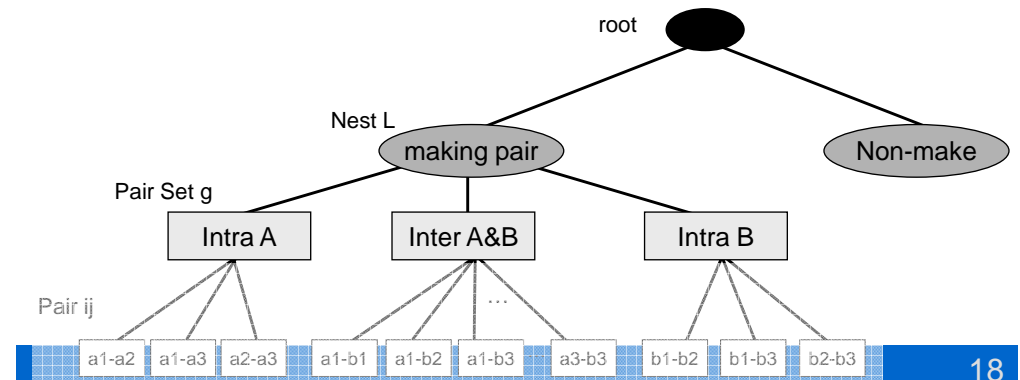 root
Nest L
making pair
Non-make
Pair Set g
Intra A
Inter A&B
Intra B
Pair ij
...
a1-a2
a1-a3
a2-a3
a1-b1
a1-b2
a1-b3
a3-b3
b1-b2
b1-b3
b2-b3
18